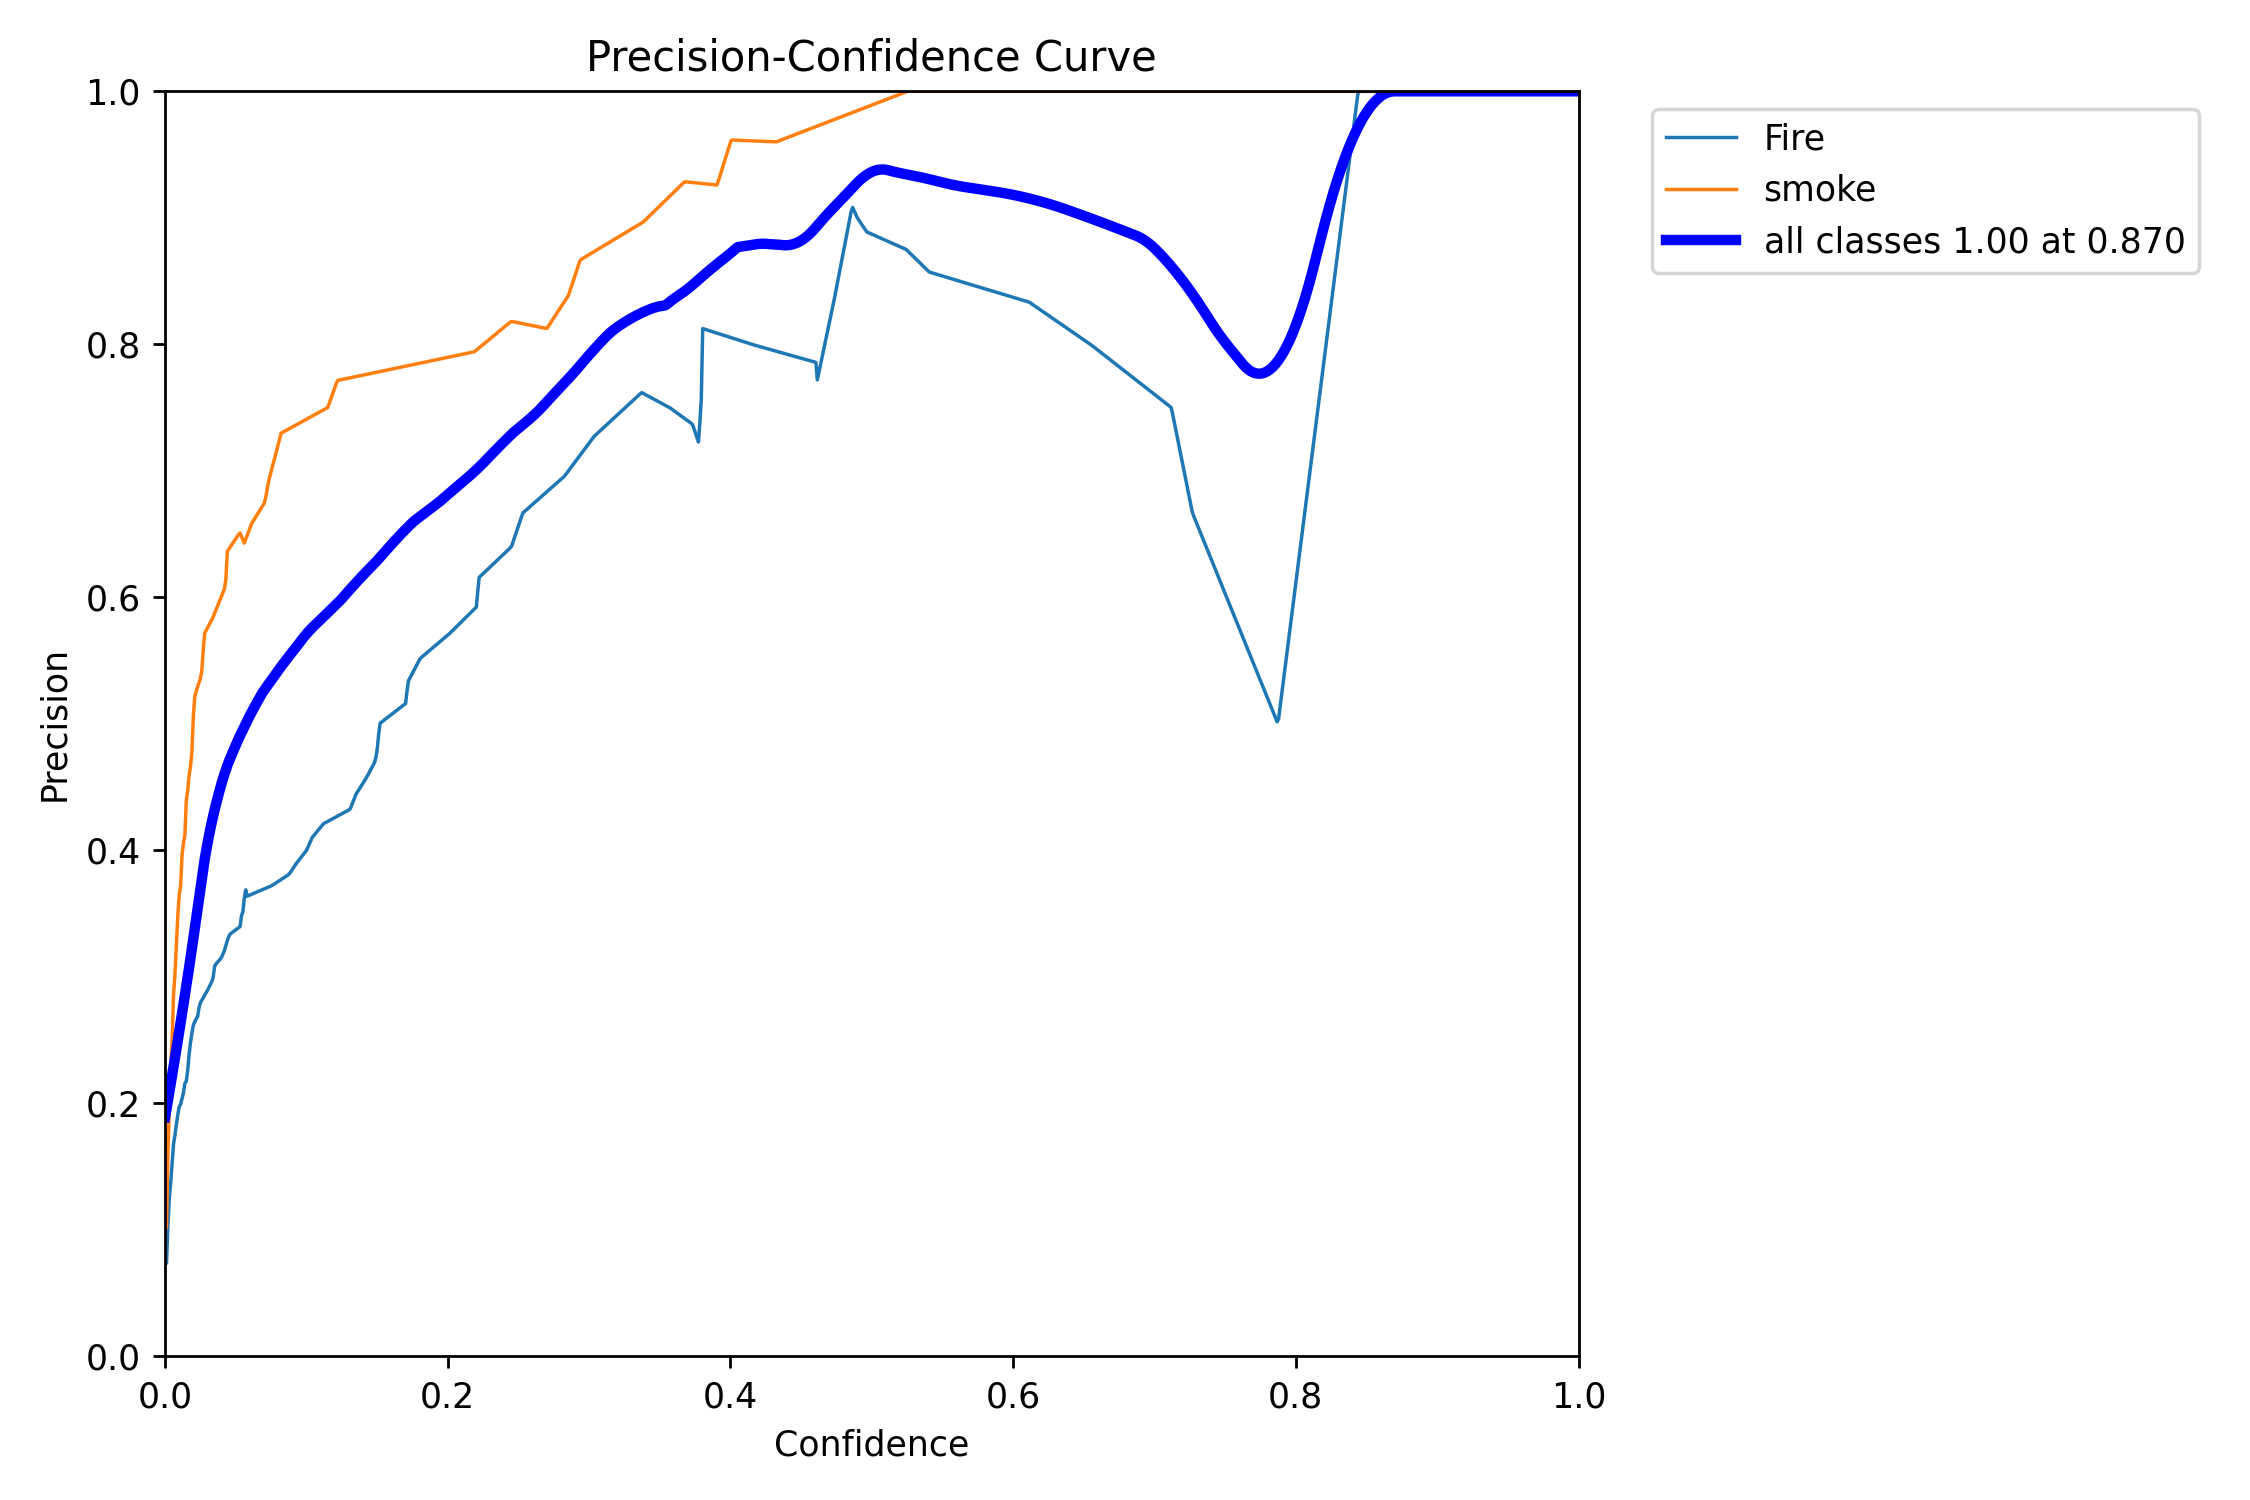 Precision-Confidence Curve
1.0
0.8
0.6
0.4
0.2
0.0
Precision
0.0 0.2 0.4 0.6 0.8 1.0
Confidence
Fire
smoke
all classes 1.00 at 0.870